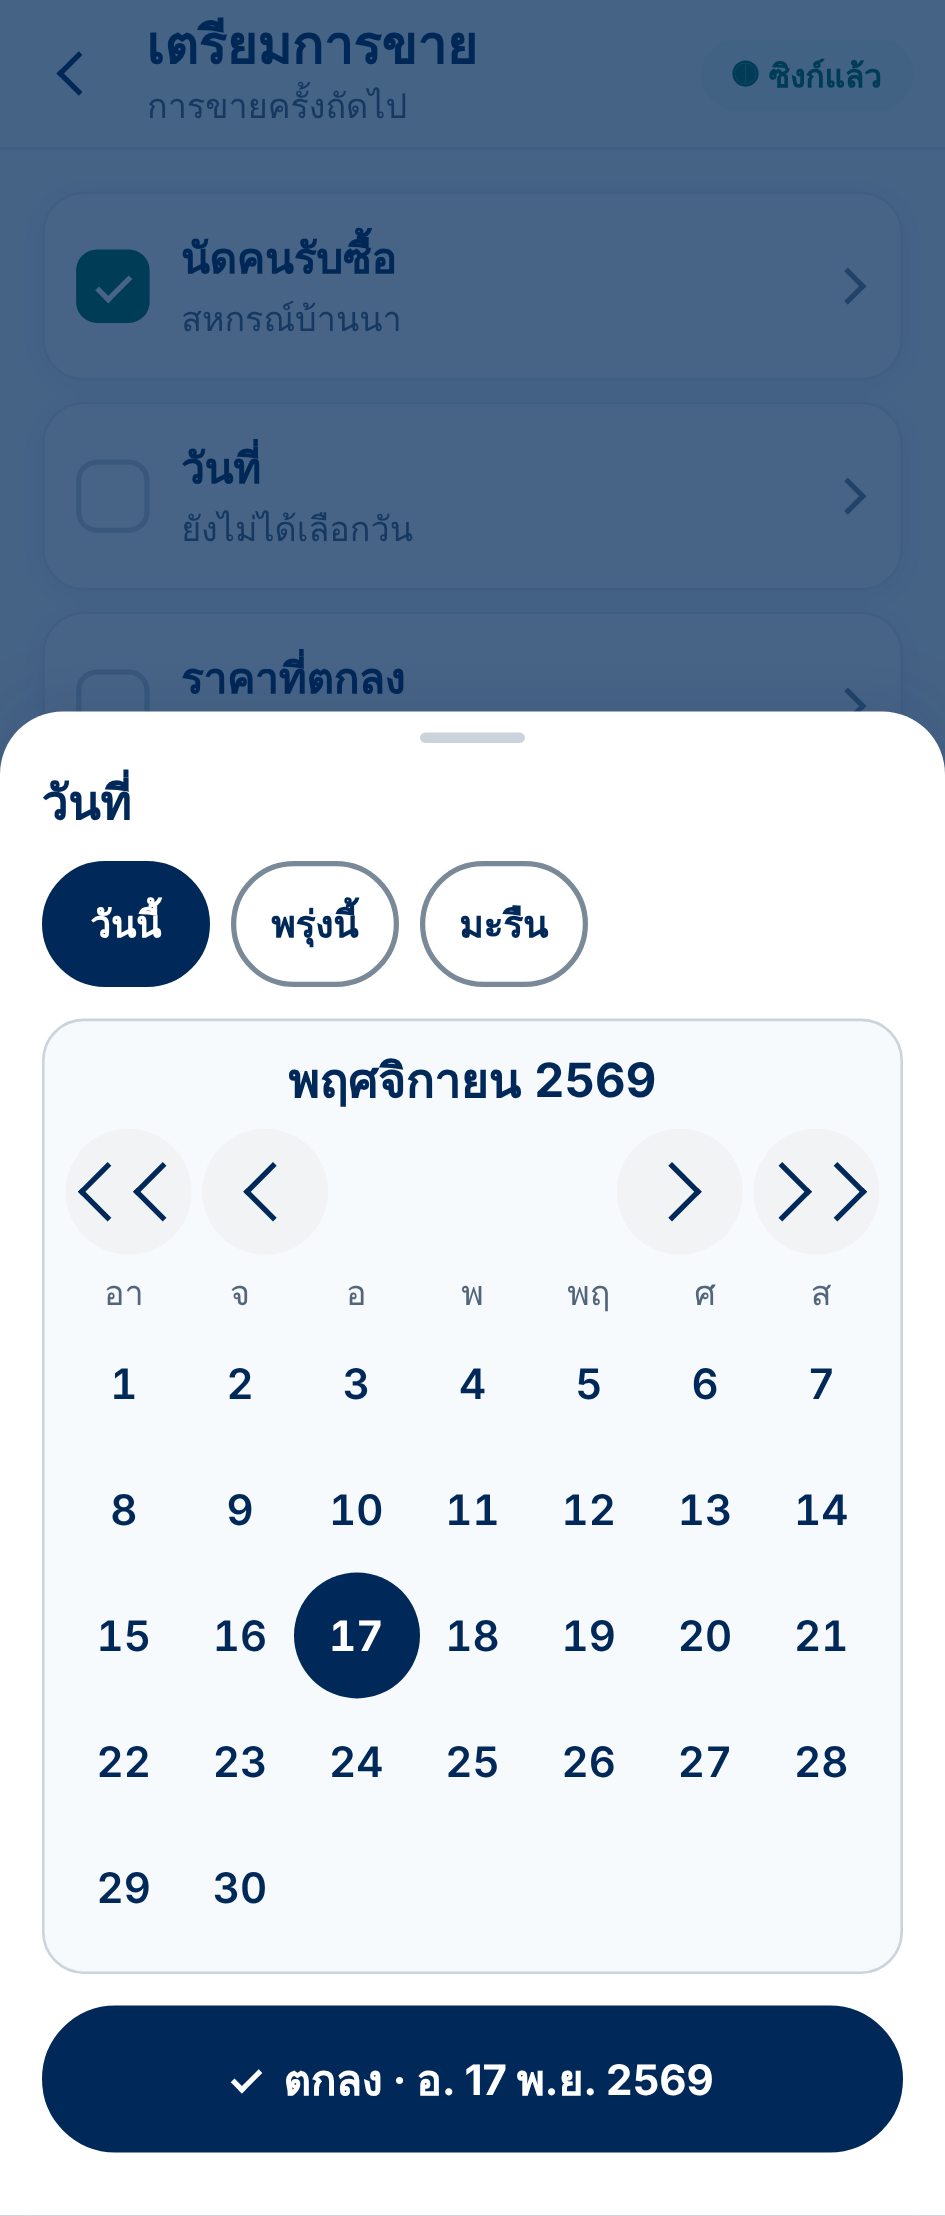 เตรียมการขาย
การขายครั้งถัดไป
ซิงก์แล้ว
นัดคนรับซื้อ
สหกรณ์บ้านนา
วันที่
ยังไม่ได้เลือกวัน
ราคาที่ตกลง
วันที่
วันนี้ พรุ่งนี้ มะรืน
พฤศจิกายน 2569
อา จ อ พ พฤ ศ ส
1 2 3 4 5 6 7
8 9 10 11 12 13 14
15 16 17 18 19 20 21
22 23 24 25 26 27 28
29 30
ตกลง · อ. 17 พ.ย. 2569